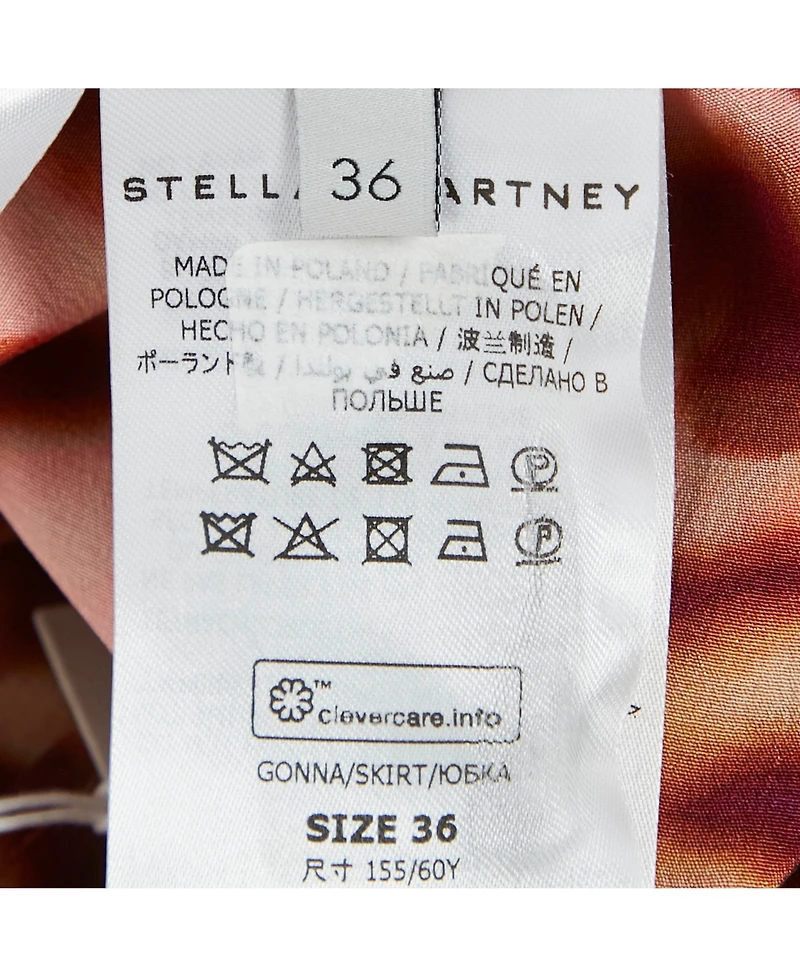 36
STELLA McCARTNEY
MADE IN POLAND / FABRIQUÉ EN
POLOGNE / HERGESTELLT IN POLEN /
HECHO EN POLONIA / 波兰制造 /
ポーランド製 / صنع في بولندا / СДЕЛАНО В
ПОЛЬШЕ
P
P
™
clevercare.info
GONNA/SKIRT/ЮБКА
SIZE 36
尺寸 155/60Y